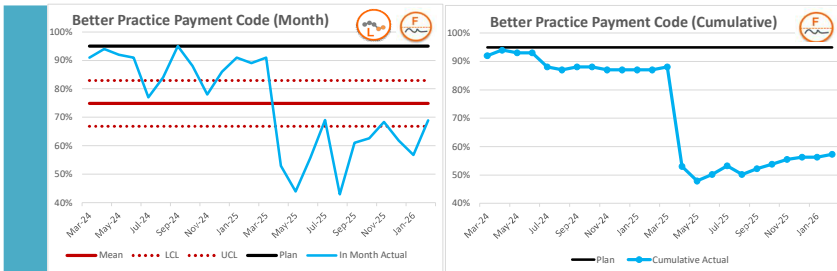 Better Practice Payment Code (Month)
L
F
100%
90%
80%
70%
60%
50%
40%
Mar-24
May-24
Jul-24
Sep-24
Nov-24
Jan-25
Mar-25
May-25
Jul-25
Sep-25
Nov-25
Jan-26
Mean
LCL
UCL
Plan
In Month Actual
Better Practice Payment Code (Cumulative)
F
100%
90%
80%
70%
60%
50%
40%
Mar-24
May-24
Jul-24
Sep-24
Nov-24
Jan-25
Mar-25
May-25
Jul-25
Sep-25
Nov-25
Jan-26
Plan
Cumulative Actual